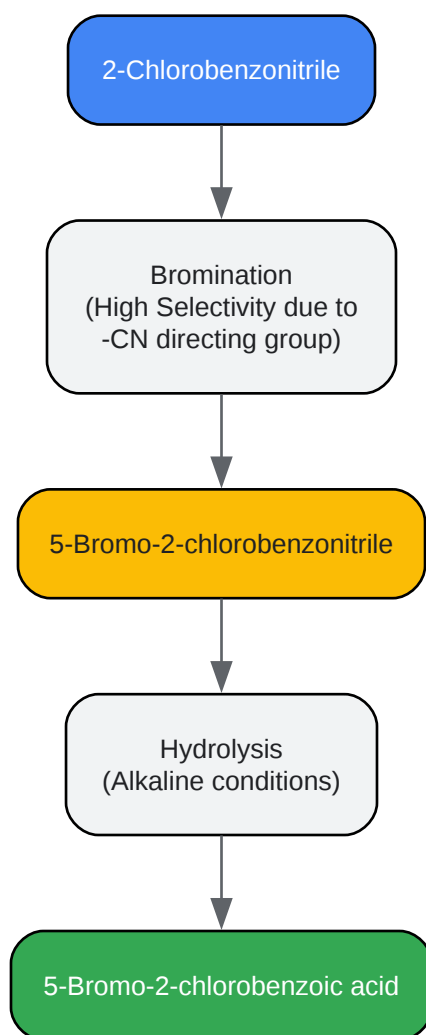 2-Chlorobenzonitrile
Bromination
(High Selectivity due to
-CN directing group)
5-Bromo-2-chlorobenzonitrile
Hydrolysis
(Alkaline conditions)
5-Bromo-2-chlorobenzoic acid